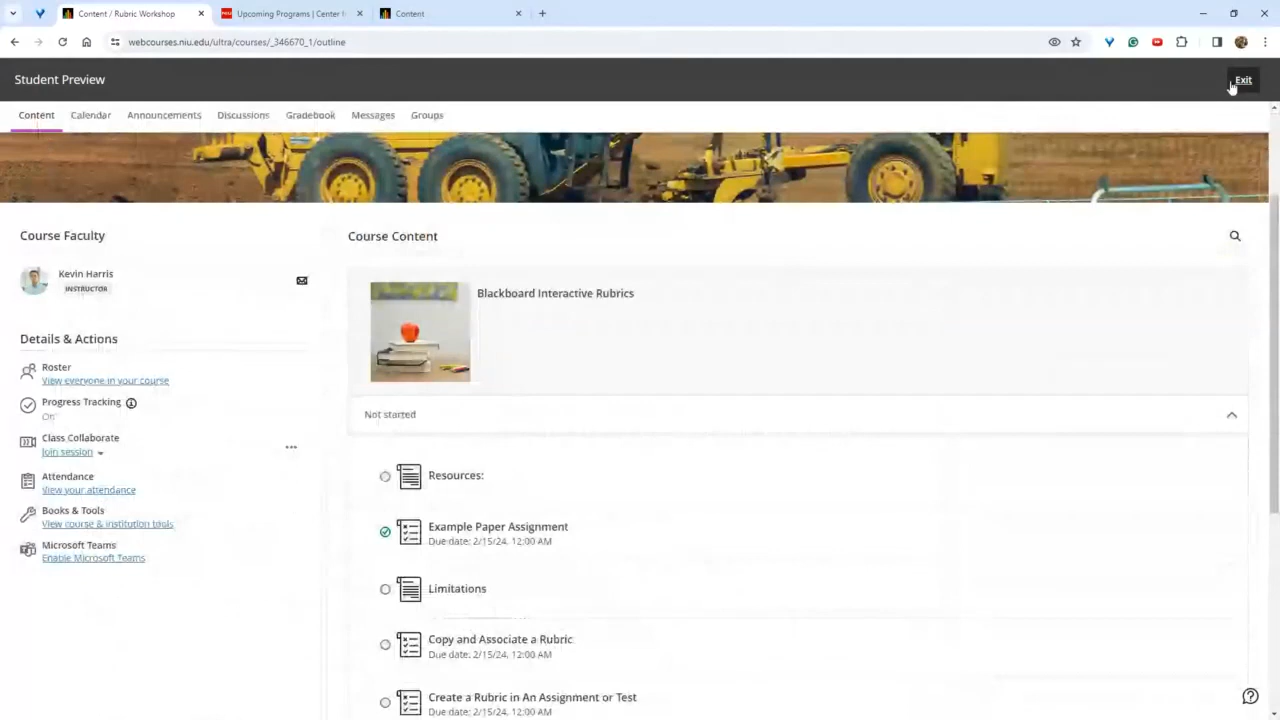 Content / Rubric Workshop
Upcoming Programs | Center f
Content
webcourses.niu.edu/ultra/courses/_346670_1/outline
Student Preview
Exit
Content
Calendar
Announcements
Discussions
Gradebook
Messages
Groups
Course Faculty
Kevin Harris
INSTRUCTOR
Details & Actions
Roster
View everyone in your course
Progress Tracking
On
Class Collaborate
Join session
Attendance
View your attendance
Books & Tools
View course & institution tools
Microsoft Teams
Enable Microsoft Teams
Course Content
Blackboard Interactive Rubrics
Not started
Resources:
Example Paper Assignment
Due date: 2/15/24, 12:00 AM
Limitations
Copy and Associate a Rubric
Due date: 2/15/24, 12:00 AM
Create a Rubric in An Assignment or Test
Due date: 2/15/24, 12:00 AM